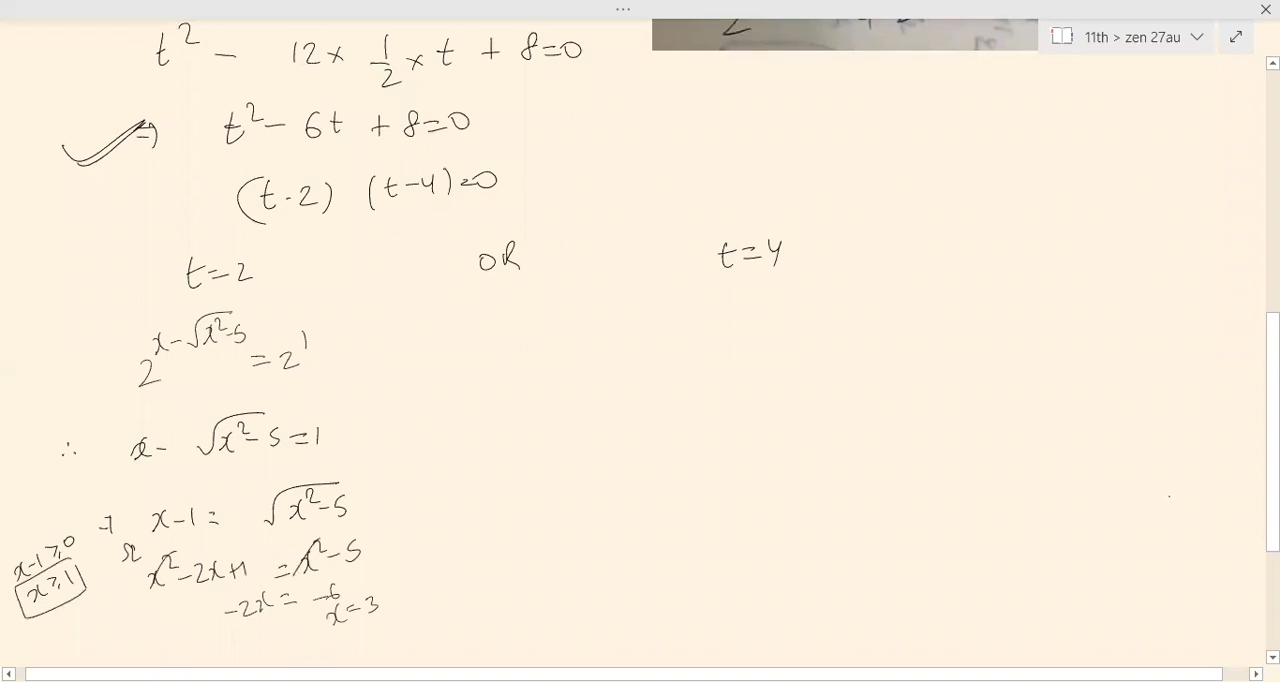 11th > zen 27au
t² - 12 × 1/2 × t + 8 = 0
⇒ t² - 6t + 8 = 0
(t - 2) (t - 4) = 0
t = 2 OR t = 4
2^(x - √(x² - 5)) = 2¹
∴ x - √(x² - 5) = 1
x - 1 = √(x² - 5)
x - 1 ≥ 0
x ≥ 1
x² - 2x + 1 = x² - 5
-2x = -6
x = 3